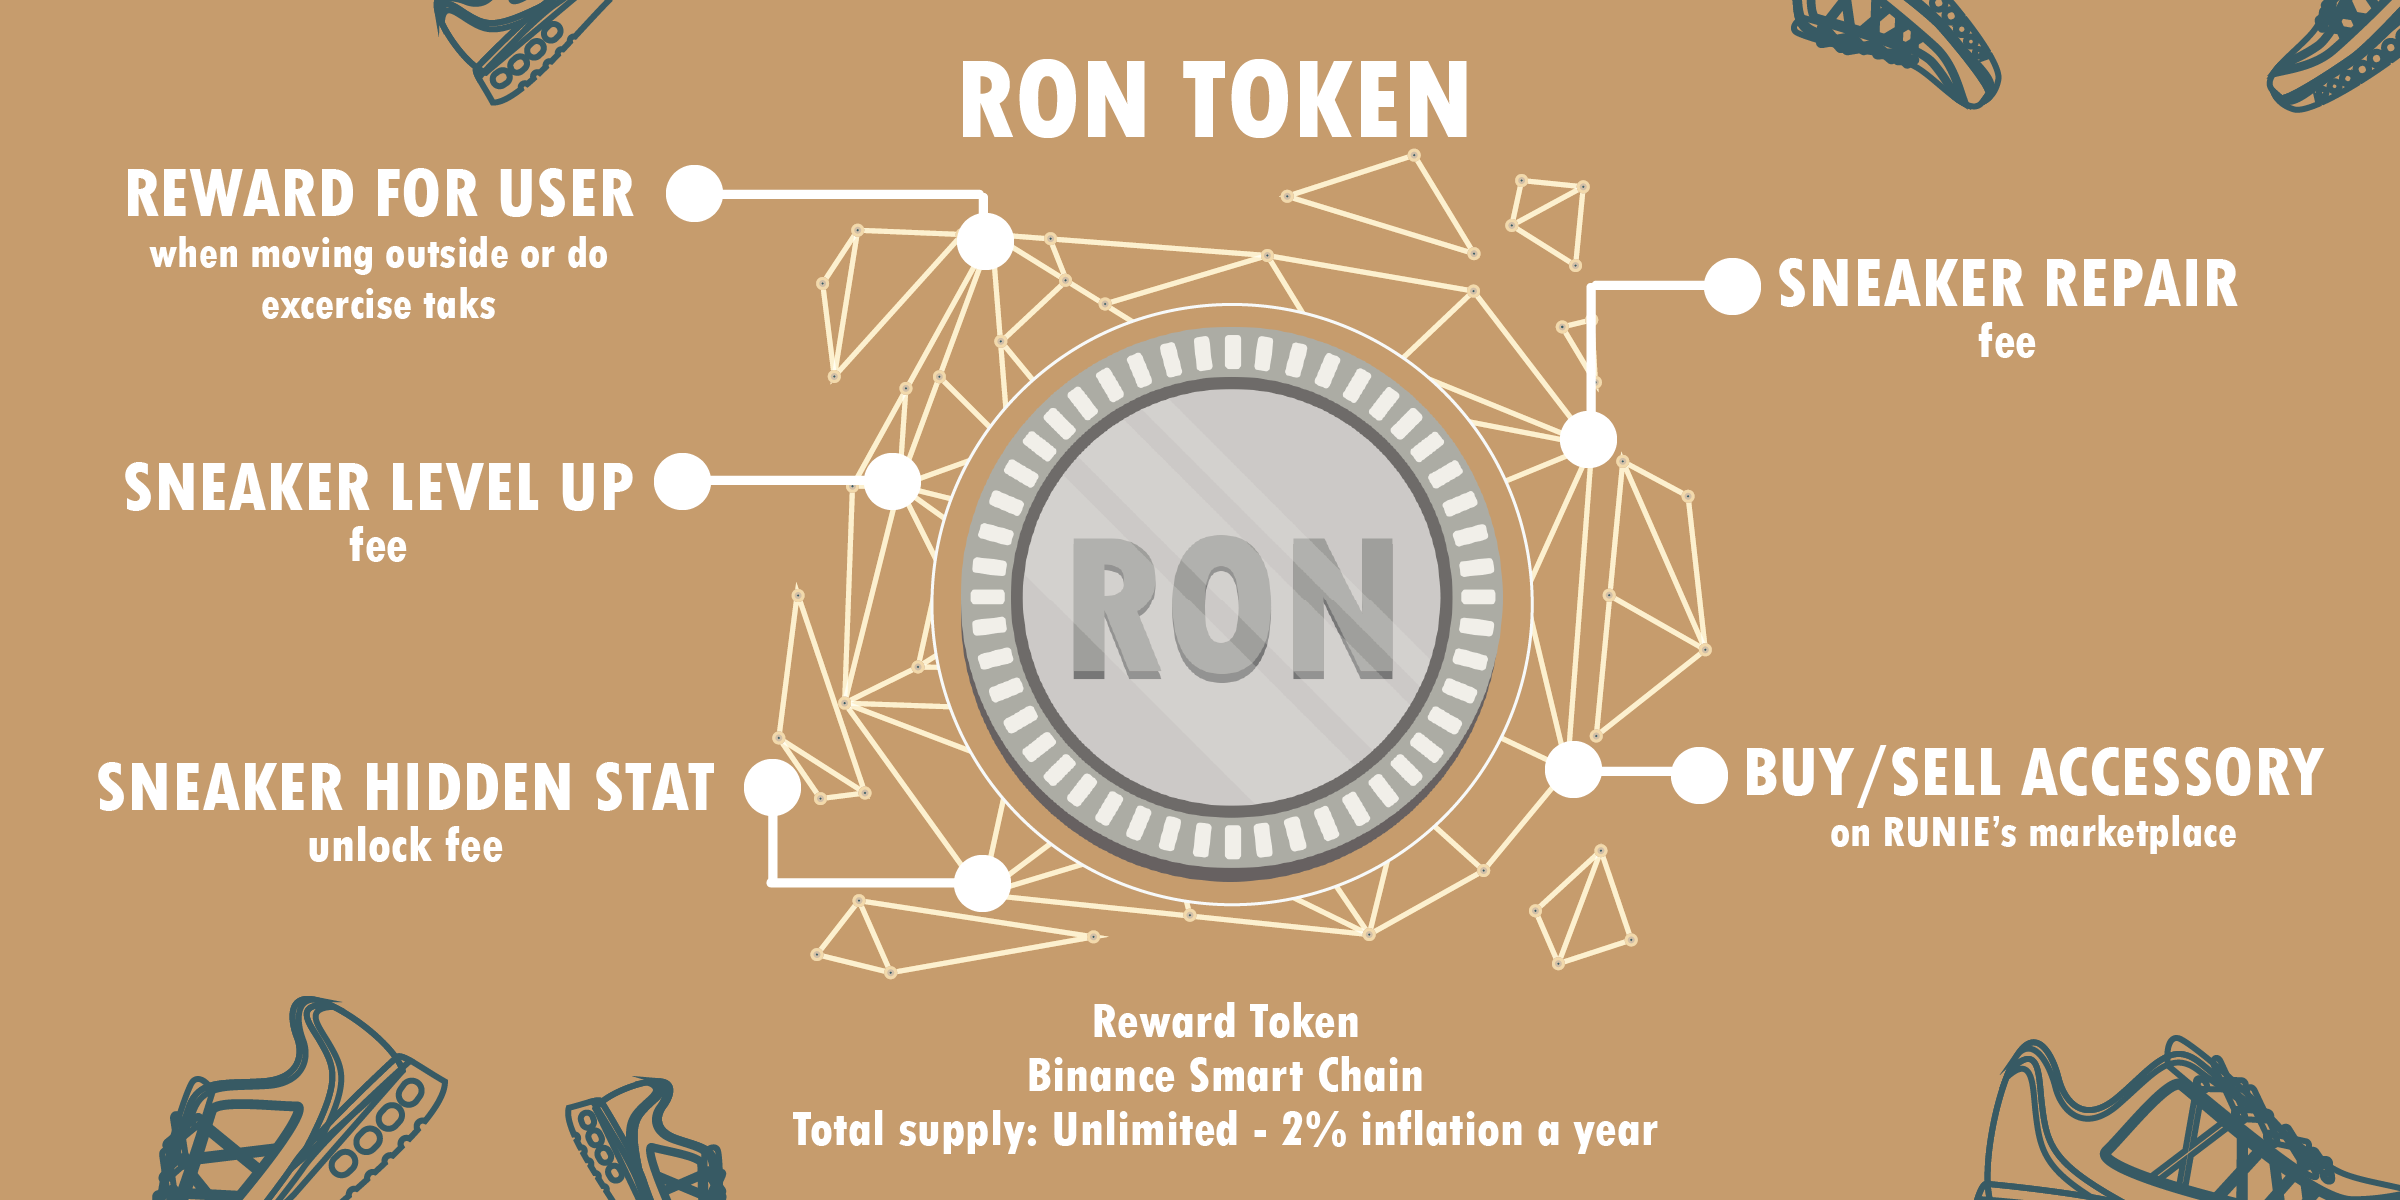 RON TOKEN
REWARD FOR USER
when moving outside or do
excercise taks
SNEAKER REPAIR
fee
SNEAKER LEVEL UP
fee
RON
SNEAKER HIDDEN STAT
unlock fee
BUY/SELL ACCESSORY
on RUNIE's marketplace
Reward Token
Binance Smart Chain
Total supply: Unlimited - 2% inflation a year